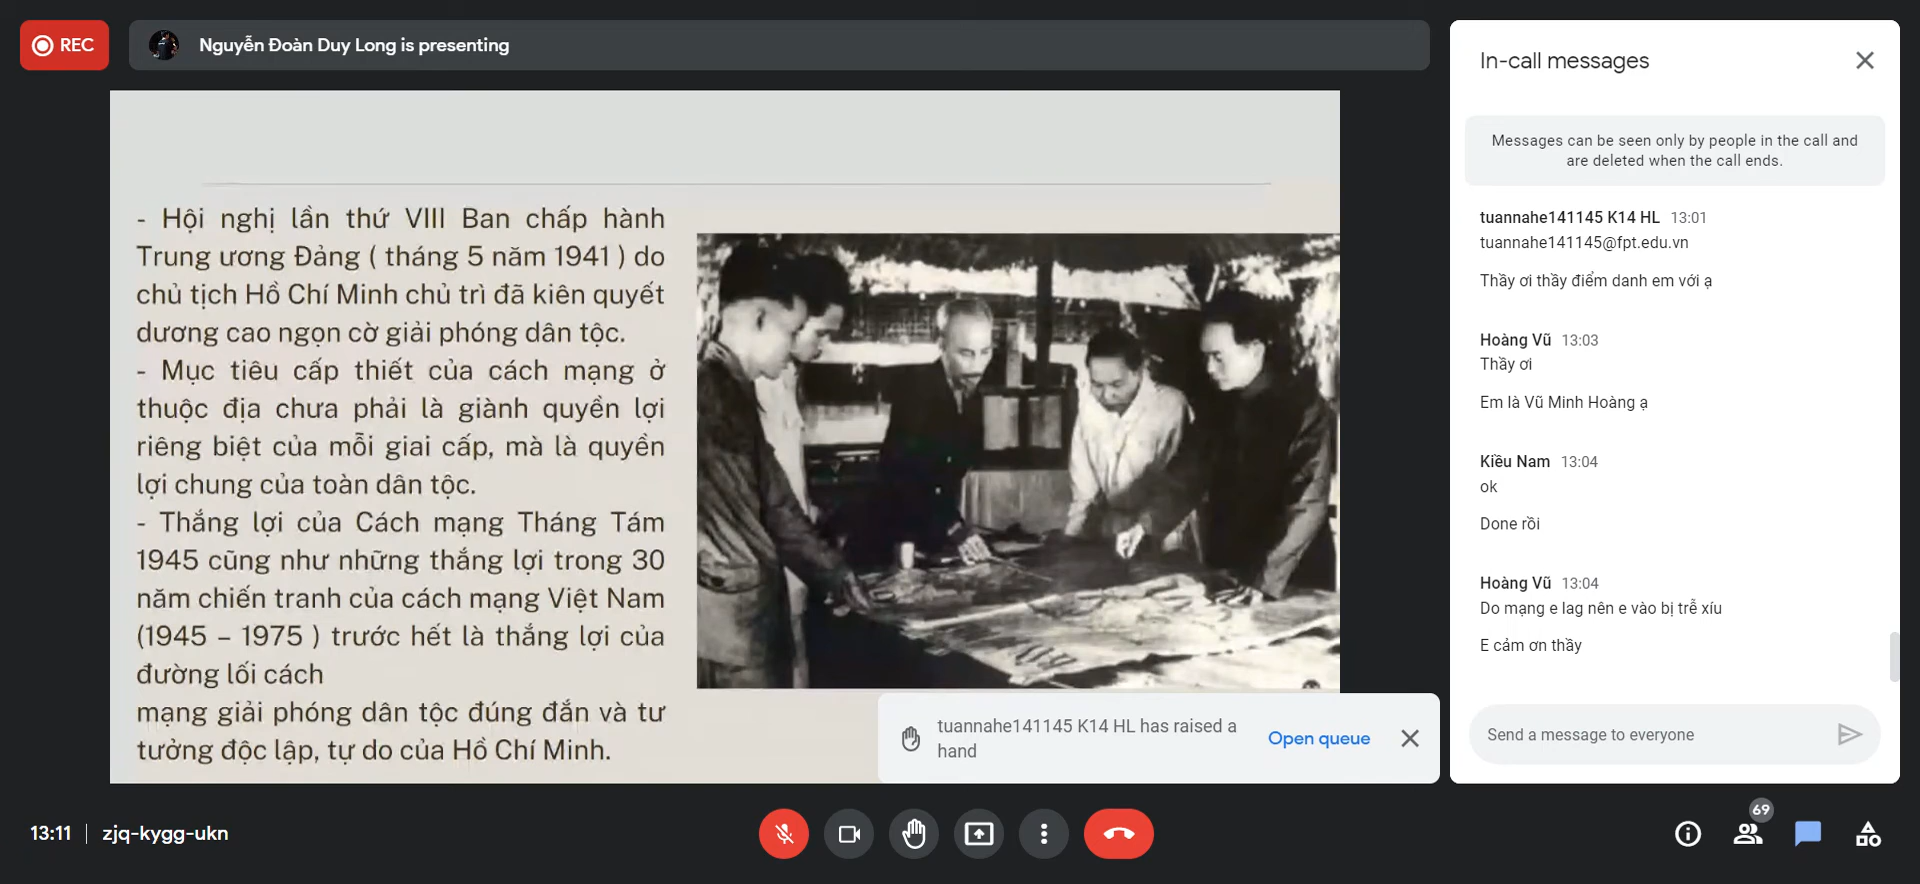 REC
Nguyễn Đoàn Duy Long is presenting
- Hội nghị lần thứ VIII Ban chấp hành
Trung ương Đảng ( tháng 5 năm 1941 ) do
chủ tịch Hồ Chí Minh chủ trì đã kiên quyết
dương cao ngọn cờ giải phóng dân tộc.
- Mục tiêu cấp thiết của cách mạng ở
thuộc địa chưa phải là giành quyền lợi
riêng biệt của mỗi giai cấp, mà là quyền
lợi chung của toàn dân tộc.
- Thắng lợi của Cách mạng Tháng Tám
1945 cũng như những thắng lợi trong 30
năm chiến tranh của cách mạng Việt Nam
(1945 – 1975 ) trước hết là thắng lợi của
đường lối cách
mạng giải phóng dân tộc đúng đắn và tư
tưởng độc lập, tự do của Hồ Chí Minh.
tuannahe141145 K14 HL has raised a
hand
Open queue
In-call messages
Messages can be seen only by people in the call and
are deleted when the call ends.
tuannahe141145 K14 HL 13:01
tuannahe141145@fpt.edu.vn
Thầy ơi thầy điểm danh em với ạ
Hoàng Vũ 13:03
Thầy ơi
Em là Vũ Minh Hoàng ạ
Kiều Nam 13:04
ok
Done rồi
Hoàng Vũ 13:04
Do mạng e lag nên e vào bị trễ xíu
E cảm ơn thầy
Send a message to everyone
13:11 zjq-kygg-ukn
69